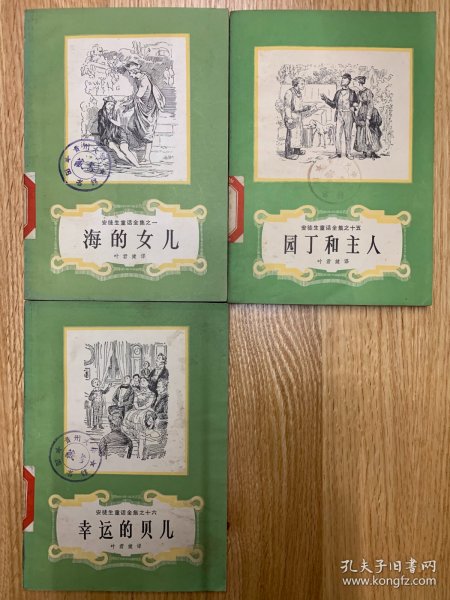 安徒生童话全集之一
海的女儿
叶君健译
安徒生童话全集之十五
园丁和主人
叶君健译
安徒生童话全集之十六
幸运的贝儿
叶君健译
孔夫子旧书网
www.kongfz.com